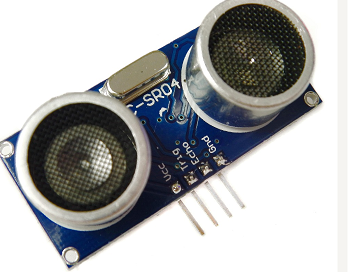 C-SR04
Vcc
Trig
Echo
Gnd